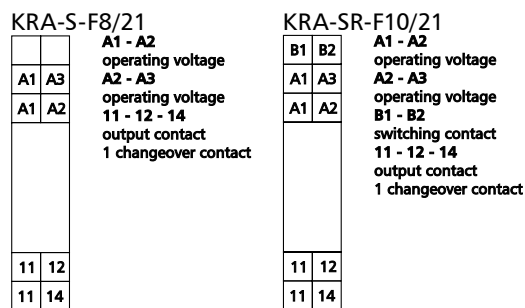 KRA-S-F8/21
A1 - A2
operating voltage
A1 A3
A2 - A3
operating voltage
A1 A2
11 - 12 - 14
output contact
1 changeover contact
11 12
11 14
KRA-SR-F10/21
B1 B2
A1 - A2
operating voltage
A1 A3
A2 - A3
operating voltage
A1 A2
B1 - B2
switching contact
11 - 12 - 14
output contact
1 changeover contact
11 12
11 14